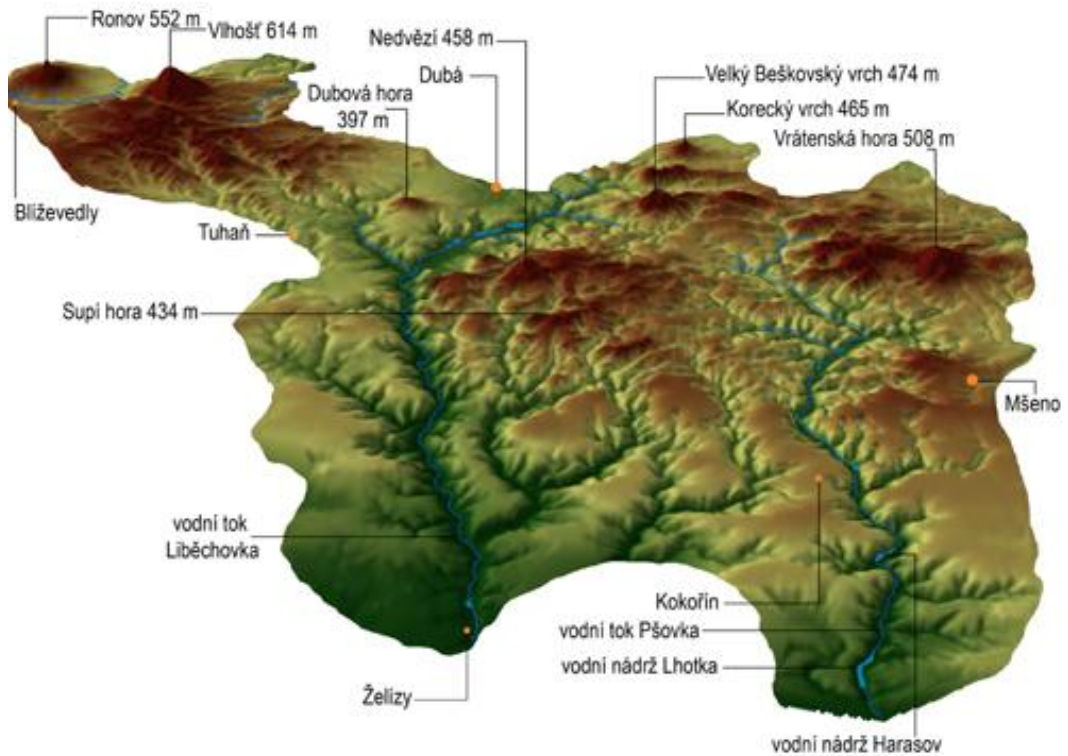 Ronov 552 m
Vlhošť 614 m
Nedvězí 458 m
Dubá
Velký Beškovský vrch 474 m
Dubová hora
397 m
Korecký vrch 465 m
Vrátenská hora 508 m
Blíževedly
Tuhaň
Supí hora 434 m
Mšeno
vodní tok
Liběchovka
Kokořín
vodní tok Pšovka
vodní nádrž Lhotka
Želízy
vodní nádrž Harasov